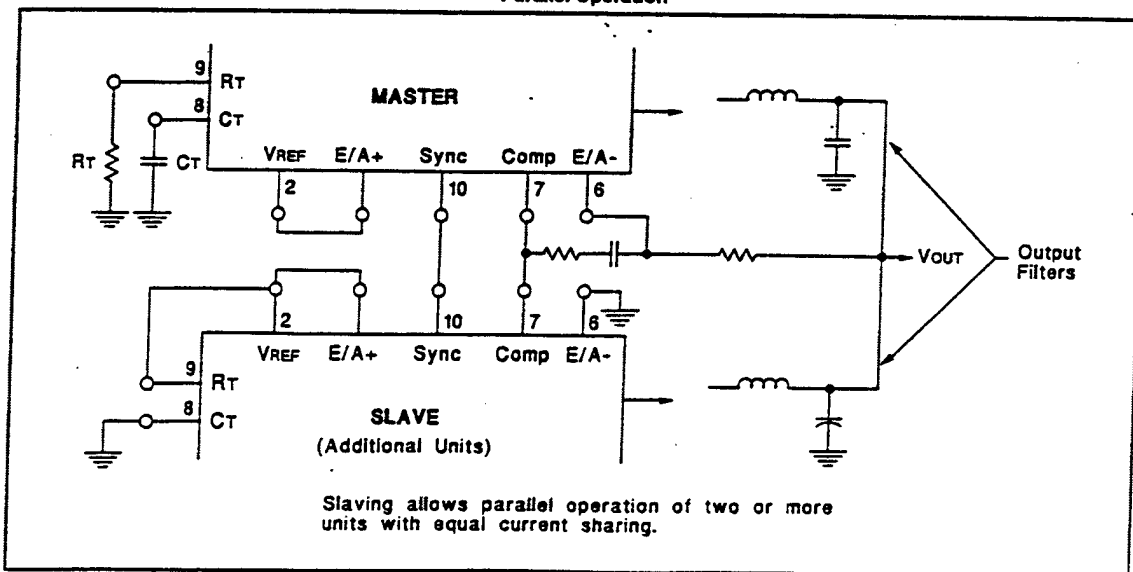 Parallel Operation
9
RT
MASTER
8
CT
RT
CT
VREF E/A+ Sync Comp E/A-
2 10 7 6
VOUT
Output
Filters
2 10 7 6
VREF E/A+ Sync Comp E/A-
9
RT
8
CT
SLAVE
(Additional Units)
Slaving allows parallel operation of two or more
units with equal current sharing.